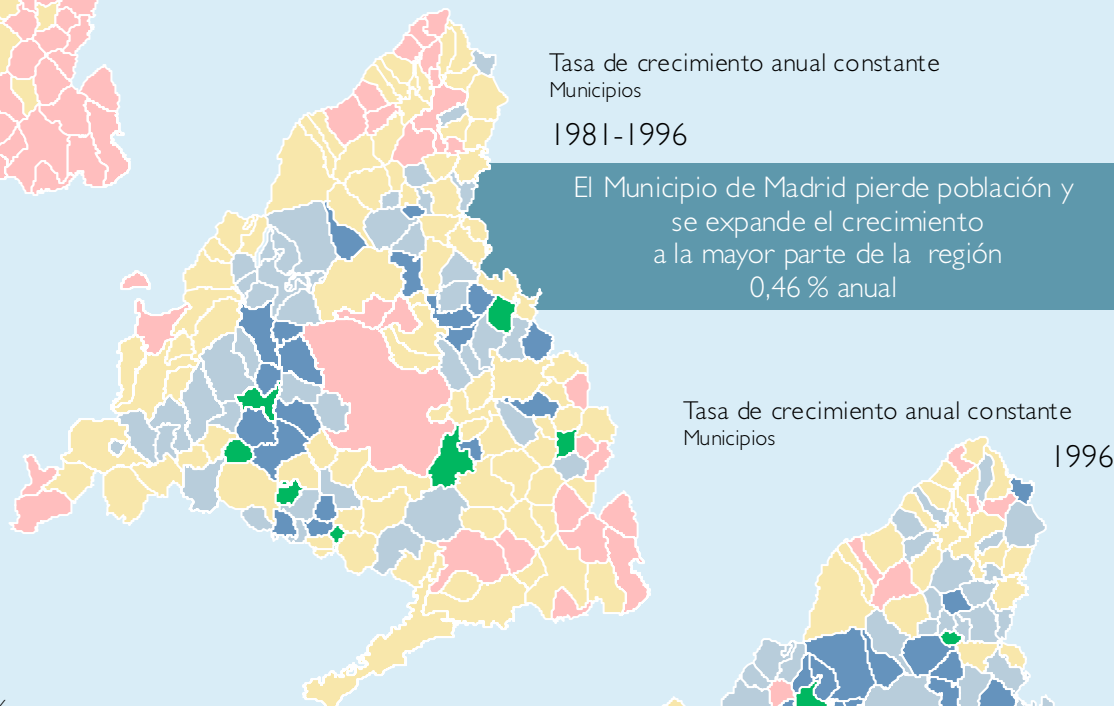 Tasa de crecimiento anual constante
Municipios
1981-1996
El Municipio de Madrid pierde población y
se expande el crecimiento
a la mayor parte de la región
0,46 % anual
Tasa de crecimiento anual constante
Municipios
1996